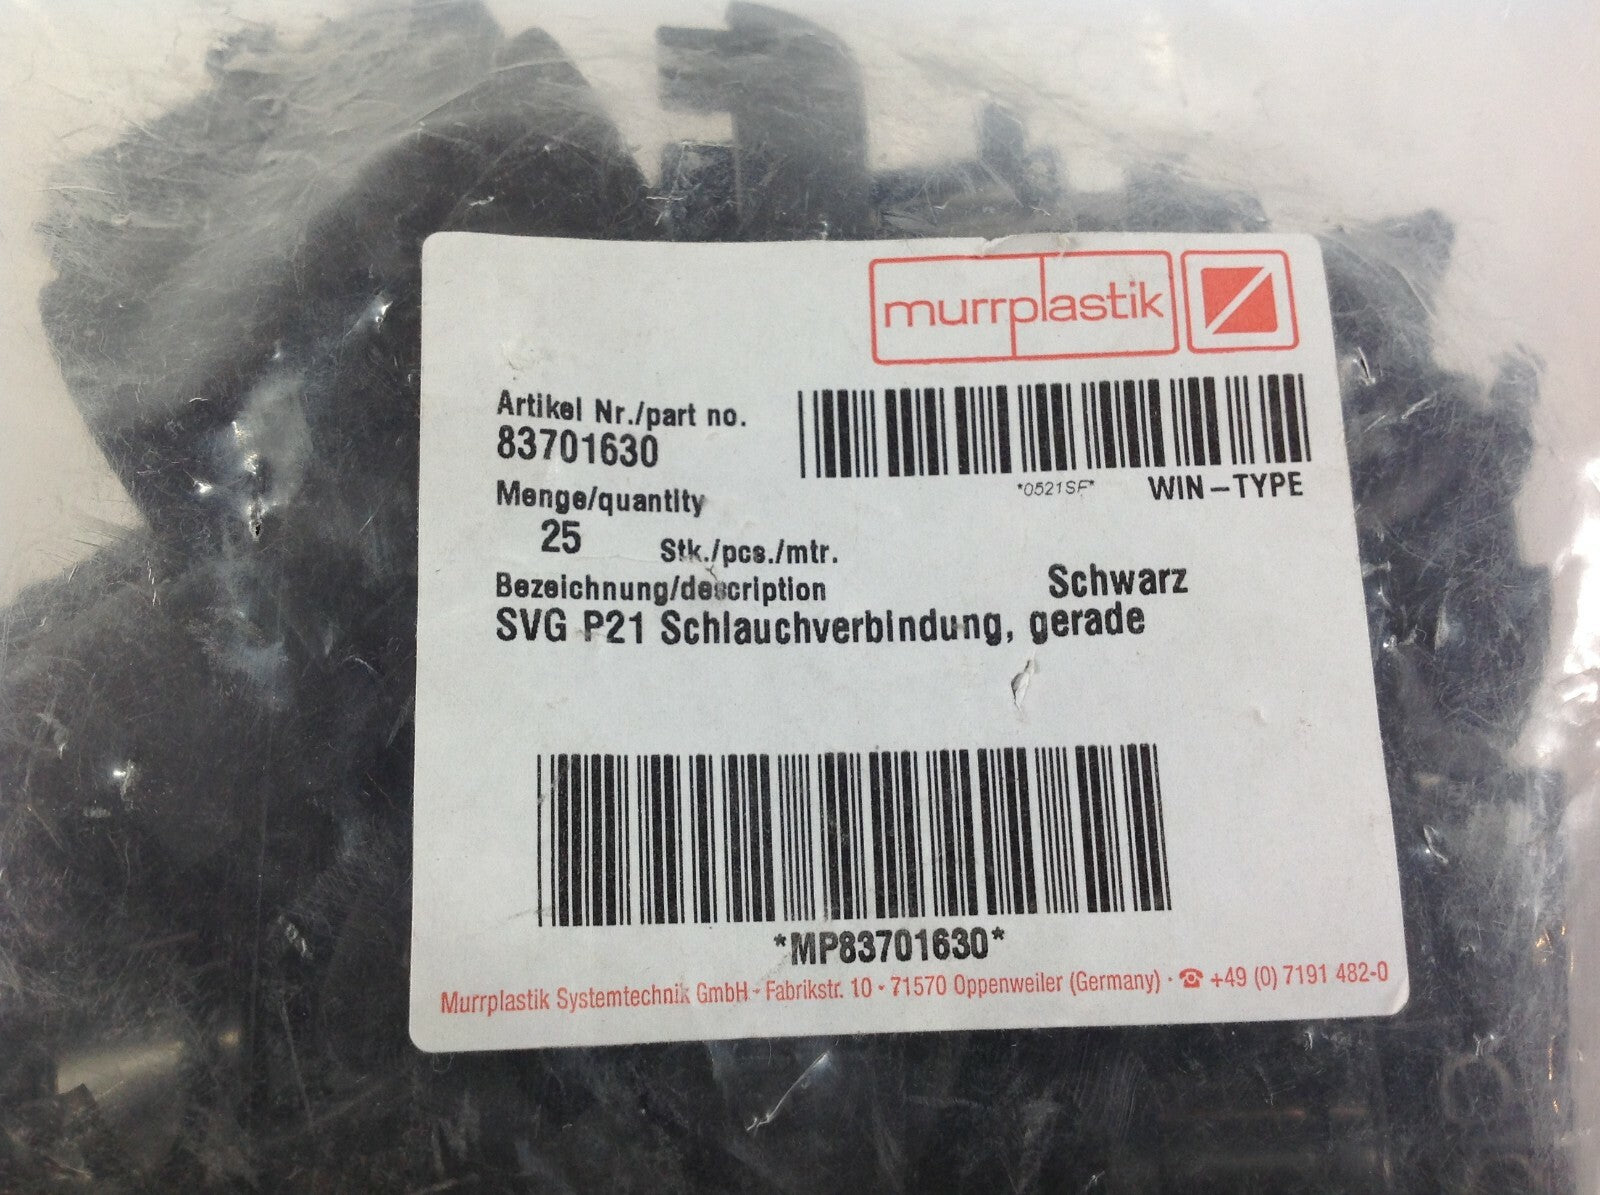 murrplastik
Artikel Nr./part no.
83701630
*0521SF* WIN-TYPE
Menge/quantity
25 Stk./pcs./mtr.
Bezeichnung/description Schwarz
SVG P21 Schlauchverbindung, gerade
*MP83701630*
Murrplastik Systemtechnik GmbH · Fabrikstr. 10 · 71570 Oppenweiler (Germany) · ☎ +49 (0) 7191 482-0